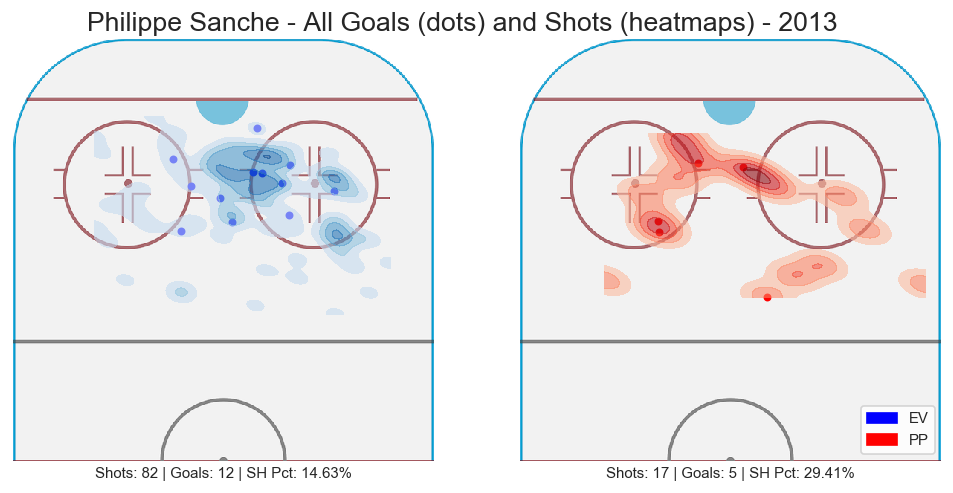 Philippe Sanche - All Goals (dots) and Shots (heatmaps) - 2013
EV
PP
Shots: 82 | Goals: 12 | SH Pct: 14.63%
Shots: 17 | Goals: 5 | SH Pct: 29.41%